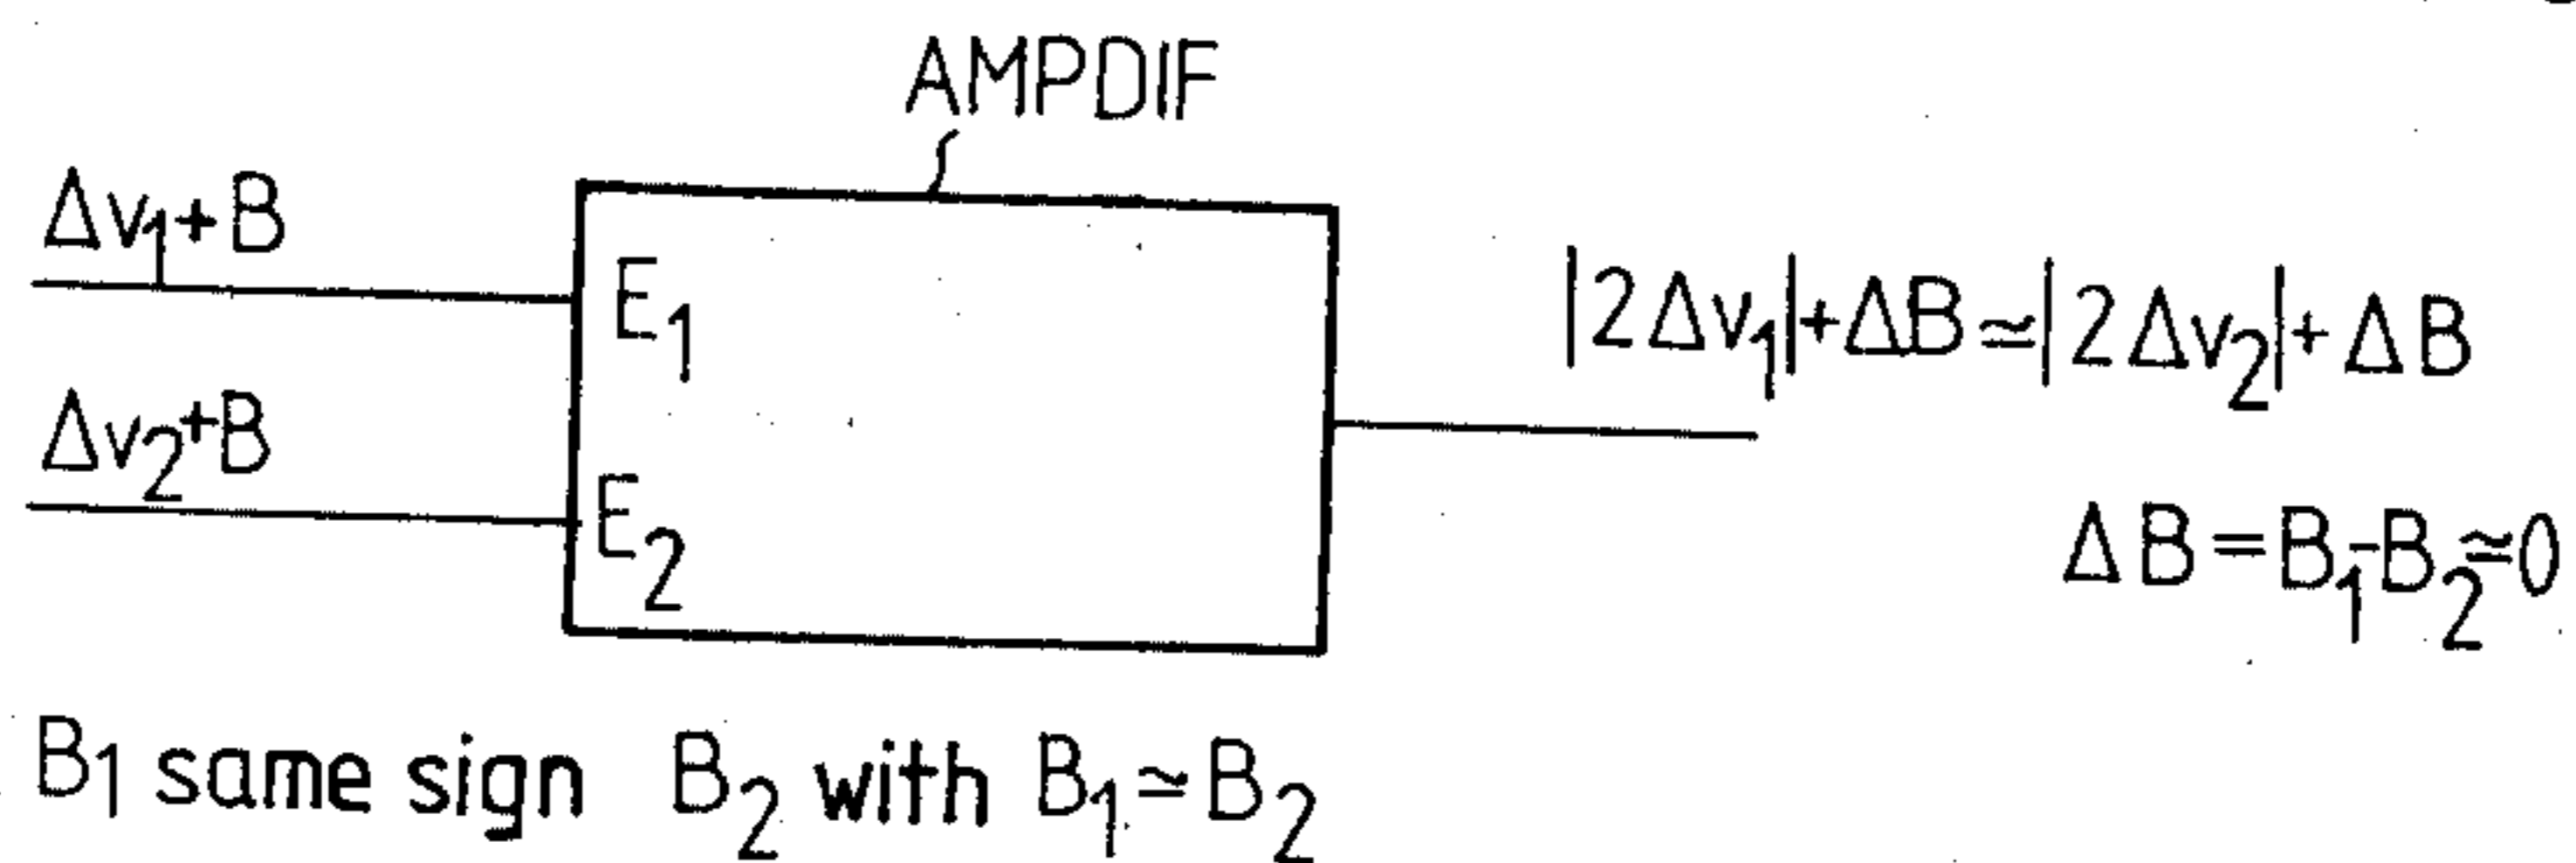 AMPDIF
Δv₁+B
E₁
|2Δv₁|+ΔB≃|2Δv₂|+ΔB
Δv₂+B
E₂
ΔB=B₁-B₂≃0
B₁ same sign B₂ with B₁≃B₂